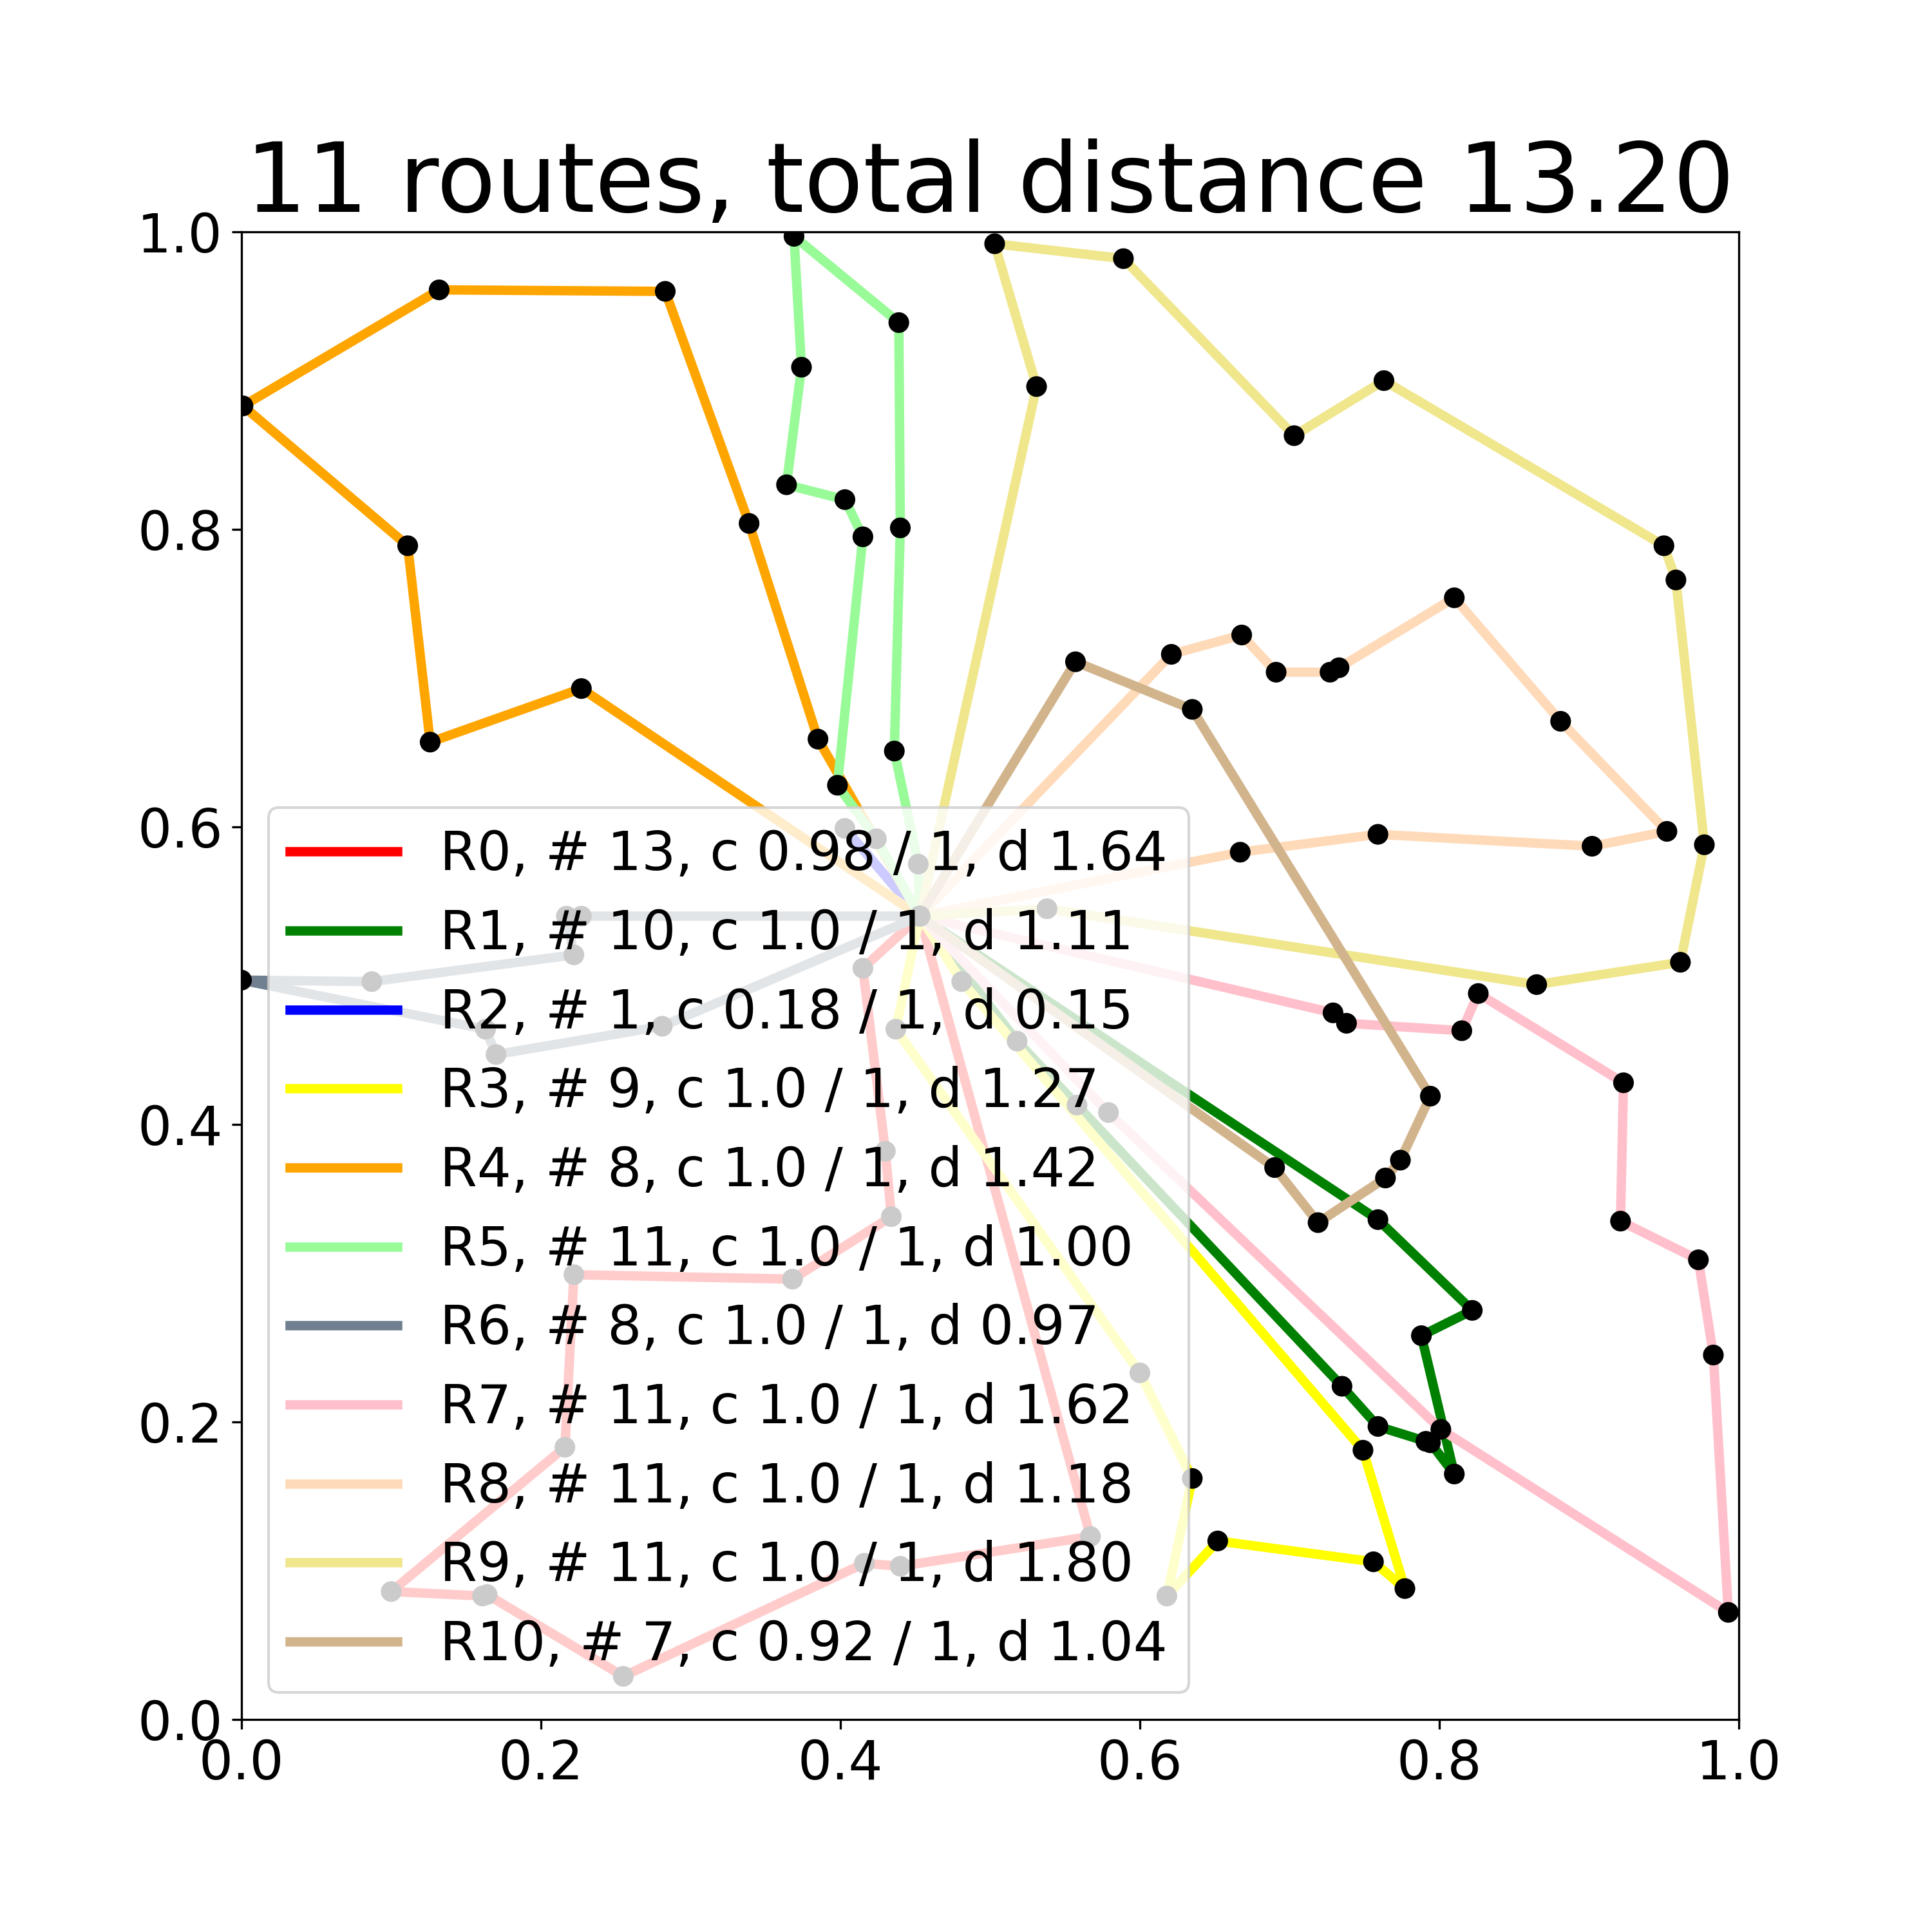 11 routes, total distance 13.20
1.0
0.8
0.6
0.4
0.2
0.0
R0, # 13, c 0.98 / 1, d 1.64
R1, # 10, c 1.0 / 1, d 1.11
R2, # 1, c 0.18 / 1, d 0.15
R3, # 9, c 1.0 / 1, d 1.27
R4, # 8, c 1.0 / 1, d 1.42
R5, # 11, c 1.0 / 1, d 1.00
R6, # 8, c 1.0 / 1, d 0.97
R7, # 11, c 1.0 / 1, d 1.62
R8, # 11, c 1.0 / 1, d 1.18
R9, # 11, c 1.0 / 1, d 1.80
R10, # 7, c 0.92 / 1, d 1.04
0.0 0.2 0.4 0.6 0.8 1.0